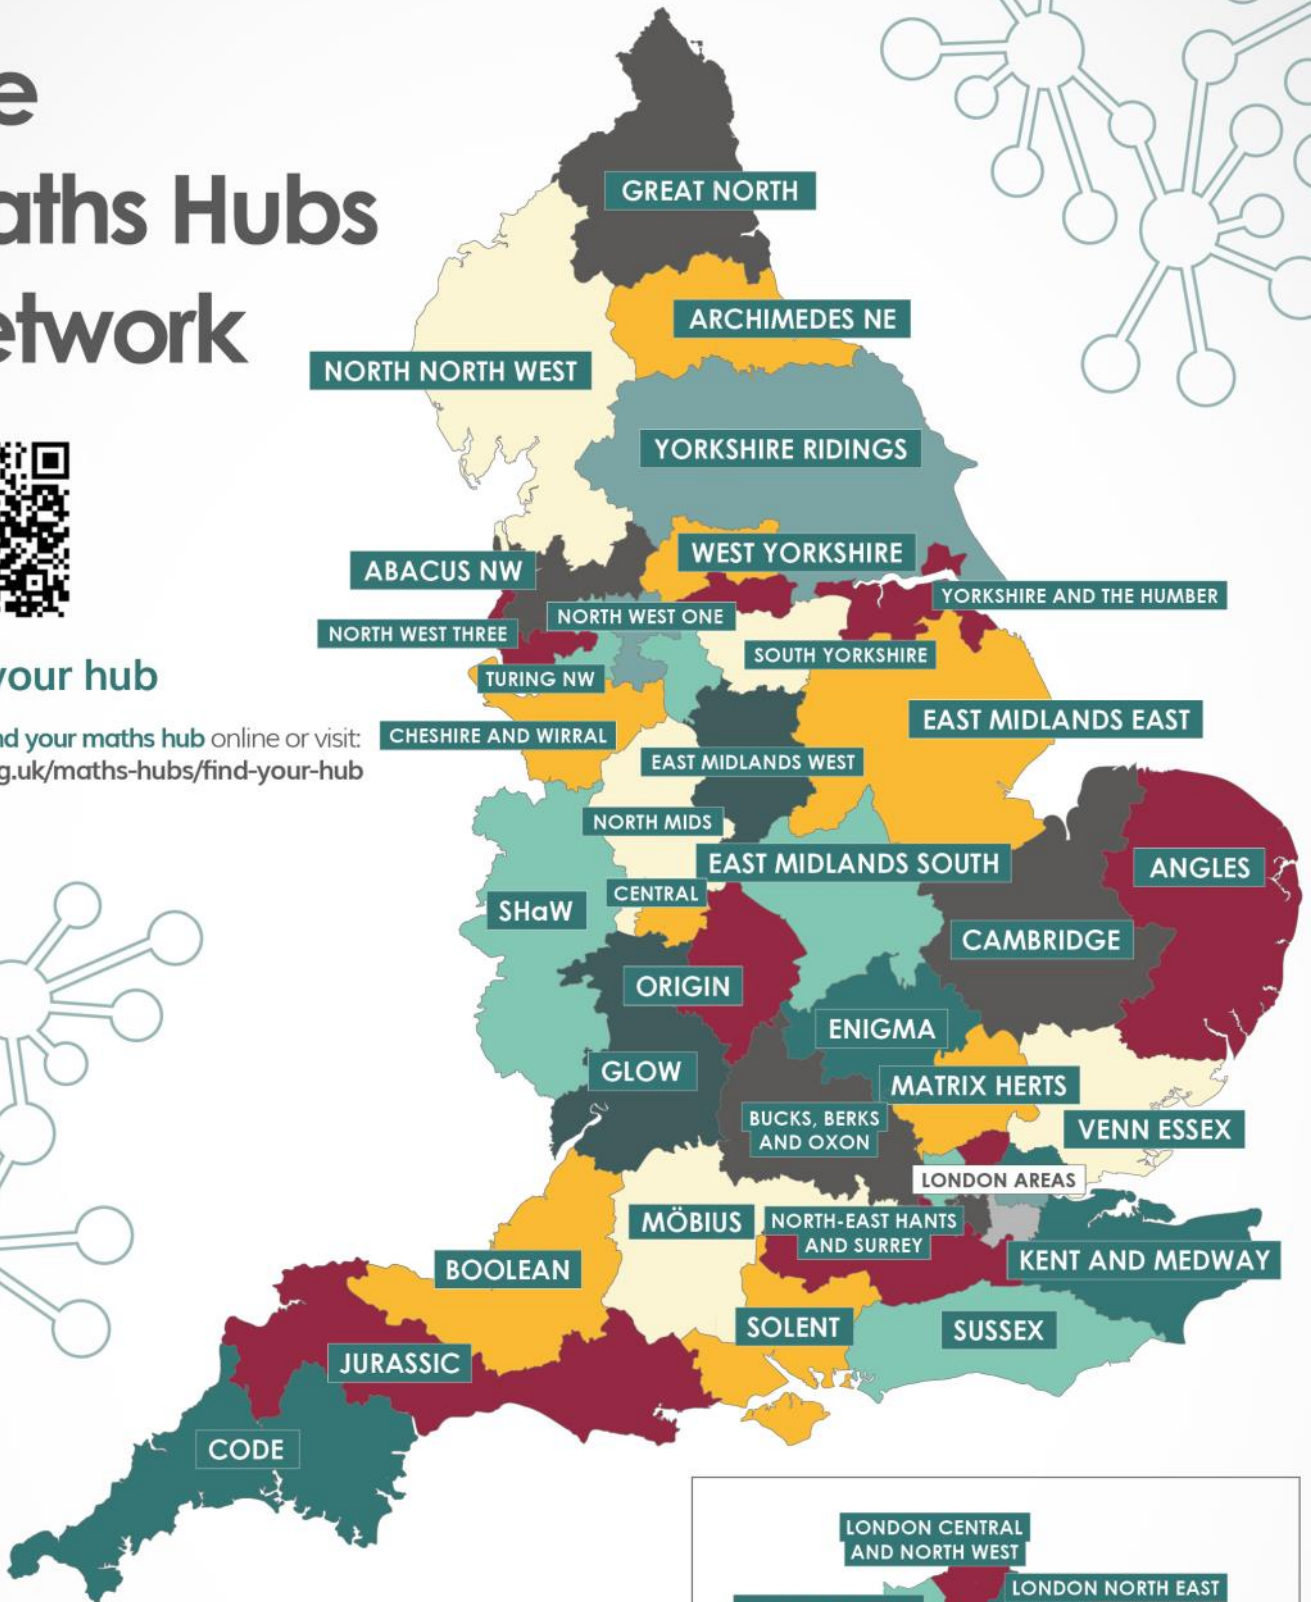 e
aths Hubs
etwork
your hub
nd your maths hub online or visit:
g.uk/maths-hubs/find-your-hub
GREAT NORTH
ARCHIMEDES NE
NORTH NORTH WEST
YORKSHIRE RIDINGS
WEST YORKSHIRE
ABACUS NW
YORKSHIRE AND THE HUMBER
NORTH WEST ONE
NORTH WEST THREE
SOUTH YORKSHIRE
TURING NW
EAST MIDLANDS EAST
CHESHIRE AND WIRRAL
EAST MIDLANDS WEST
NORTH MIDS
EAST MIDLANDS SOUTH
ANGLES
CENTRAL
SHaW
CAMBRIDGE
ORIGIN
ENIGMA
GLOW
MATRIX HERTS
BUCKS, BERKS
AND OXON
VENN ESSEX
LONDON AREAS
MÖBIUS
NORTH-EAST HANTS
AND SURREY
KENT AND MEDWAY
BOOLEAN
SOLENT
SUSSEX
JURASSIC
CODE
LONDON CENTRAL
AND NORTH WEST
LONDON NORTH EAST